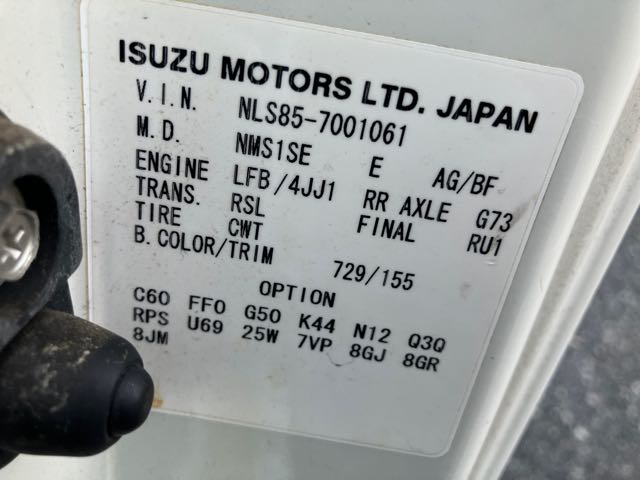 ISUZU MOTORS LTD. JAPAN
V.I.N. NLS85-7001061
M.D. NMS1SE E AG/BF
ENGINE LFB/4JJ1 RR AXLE G73
TRANS. RSL FINAL RU1
TIRE CWT
B.COLOR/TRIM 729/155
OPTION
C60 FF0 G50 K44 N12 Q3Q
RPS U69 25W 7VP 8GJ 8GR
8JM